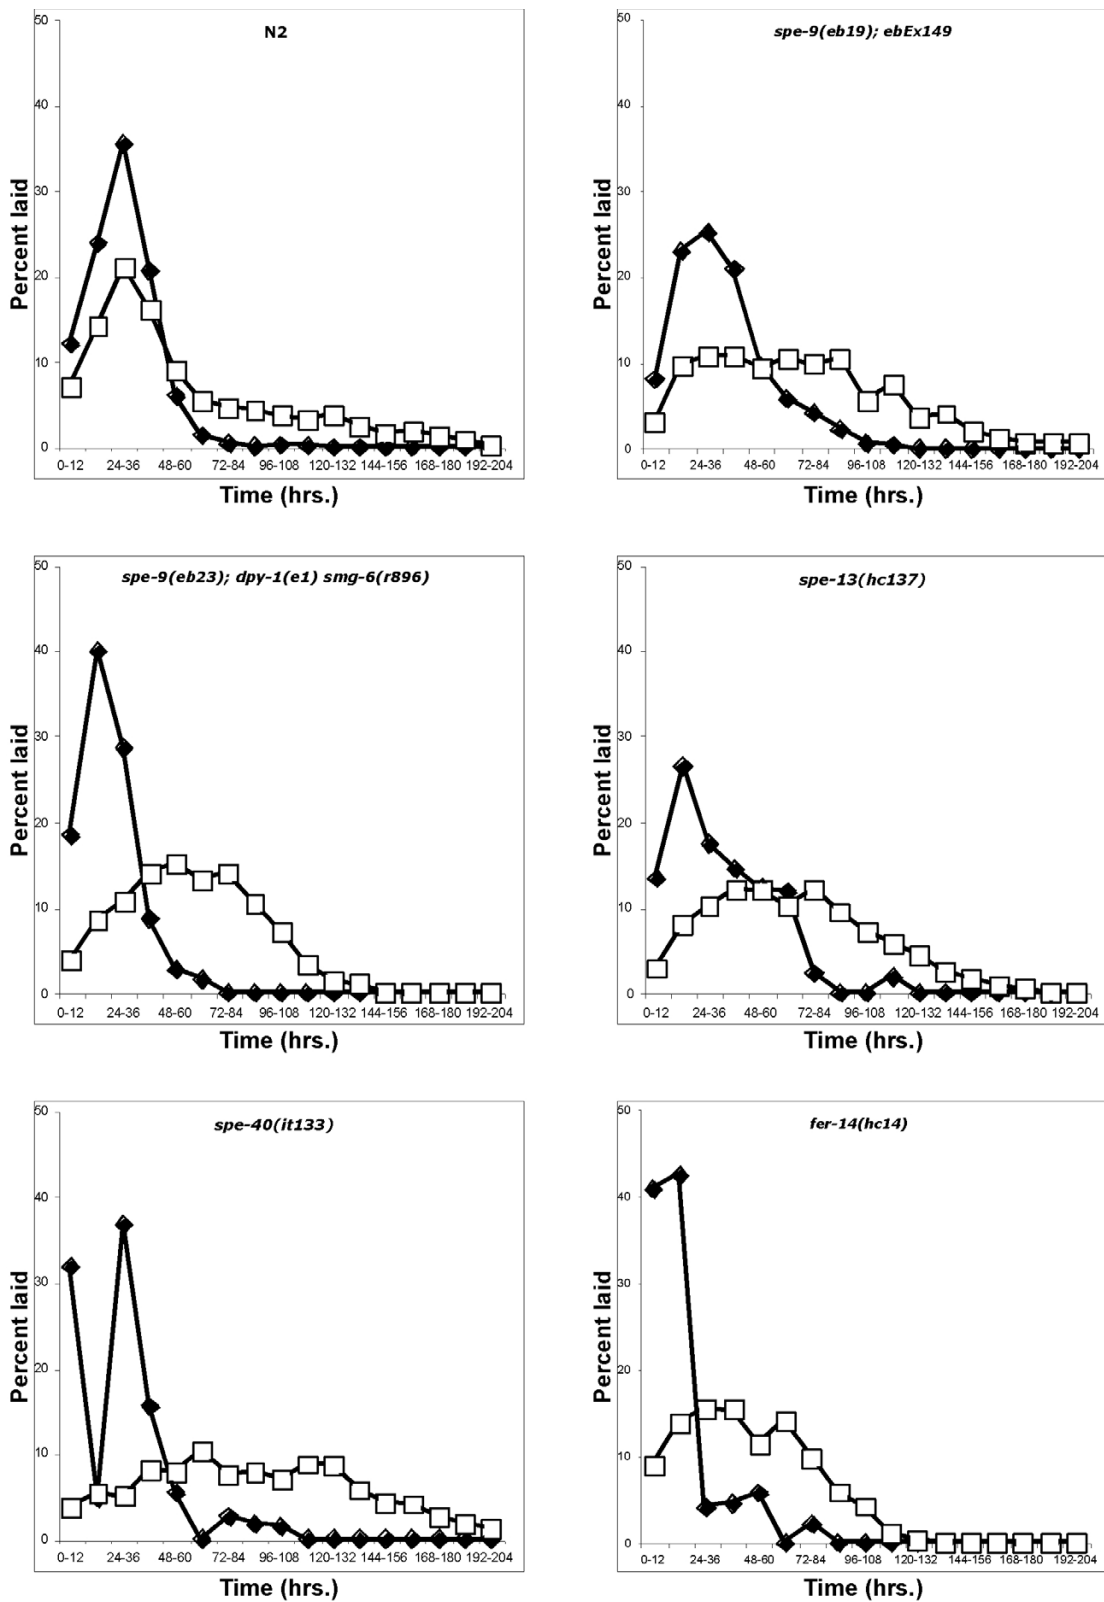 N2
Percent laid
50
40
30
20
10
0
0-12 24-36 48-60 72-84 96-108 120-132 144-156 168-180 192-204
Time (hrs.)
spe-9(eb19); ebEx149
Percent laid
50
40
30
20
10
0
0-12 24-36 48-60 72-84 96-108 120-132 144-156 168-180 192-204
Time (hrs.)
spe-9(eb23); dpy-1(e1) smg-6(r896)
Percent laid
50
40
30
20
10
0
0-12 24-36 48-60 72-84 96-108 120-132 144-156 168-180 192-204
Time (hrs.)
spe-13(hc137)
Percent laid
50
40
30
20
10
0
0-12 24-36 48-60 72-84 96-108 120-132 144-156 168-180 192-204
Time (hrs.)
spe-40(it133)
Percent laid
50
40
30
20
10
0
0-12 24-36 48-60 72-84 96-108 120-132 144-156 168-180 192-204
Time (hrs.)
fer-14(hc14)
Percent laid
50
40
30
20
10
0
0-12 24-36 48-60 72-84 96-108 120-132 144-156 168-180 192-204
Time (hrs.)